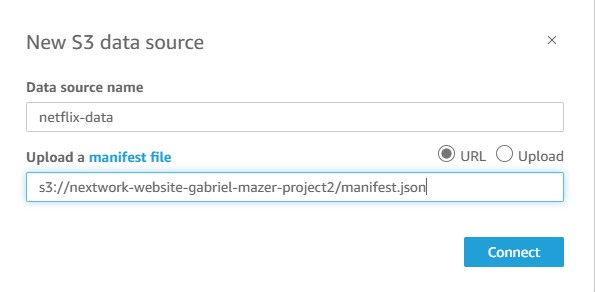 New S3 data source
Data source name
netflix-data
Upload a manifest file URL Upload
s3://nextwork-website-gabriel-mazer-project2/manifest.json
Connect